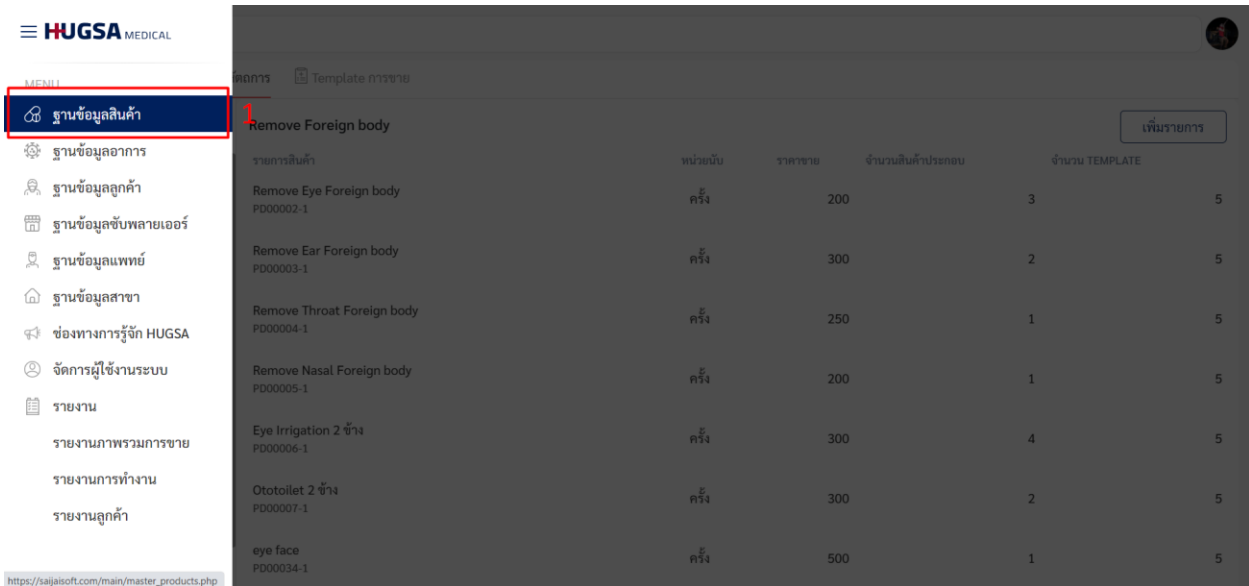 HUGSA MEDICAL
MENU
Template การขาย
ฐานข้อมูลสินค้า
1
Remove Foreign body
เพิ่มรายการ
ฐานข้อมูลอาการ
ฐานข้อมูลลูกค้า
ฐานข้อมูลซับพลายเออร์
ฐานข้อมูลแพทย์
ฐานข้อมูลสาขา
ช่องทางการรู้จัก HUGSA
จัดการผู้ใช้งานระบบ
รายงาน
รายงานภาพรวมการขาย
รายงานการทำงาน
รายงานลูกค้า
รายการสินค้า หน่วยนับ ราคาขาย จำนวนสินค้าประกอบ จำนวน TEMPLATE
Remove Eye Foreign body ครั้ง 200 3 5
PD00002-1
Remove Ear Foreign body ครั้ง 300 2 5
PD00003-1
Remove Throat Foreign body ครั้ง 250 1 5
PD00004-1
Remove Nasal Foreign body ครั้ง 200 1 5
PD00005-1
Eye Irrigation 2 ข้าง ครั้ง 300 4 5
PD00006-1
Ototoilet 2 ข้าง ครั้ง 300 2 5
PD00007-1
eye face ครั้ง 500 1 5
PD00034-1
https://saijaisoft.com/main/master_products.php